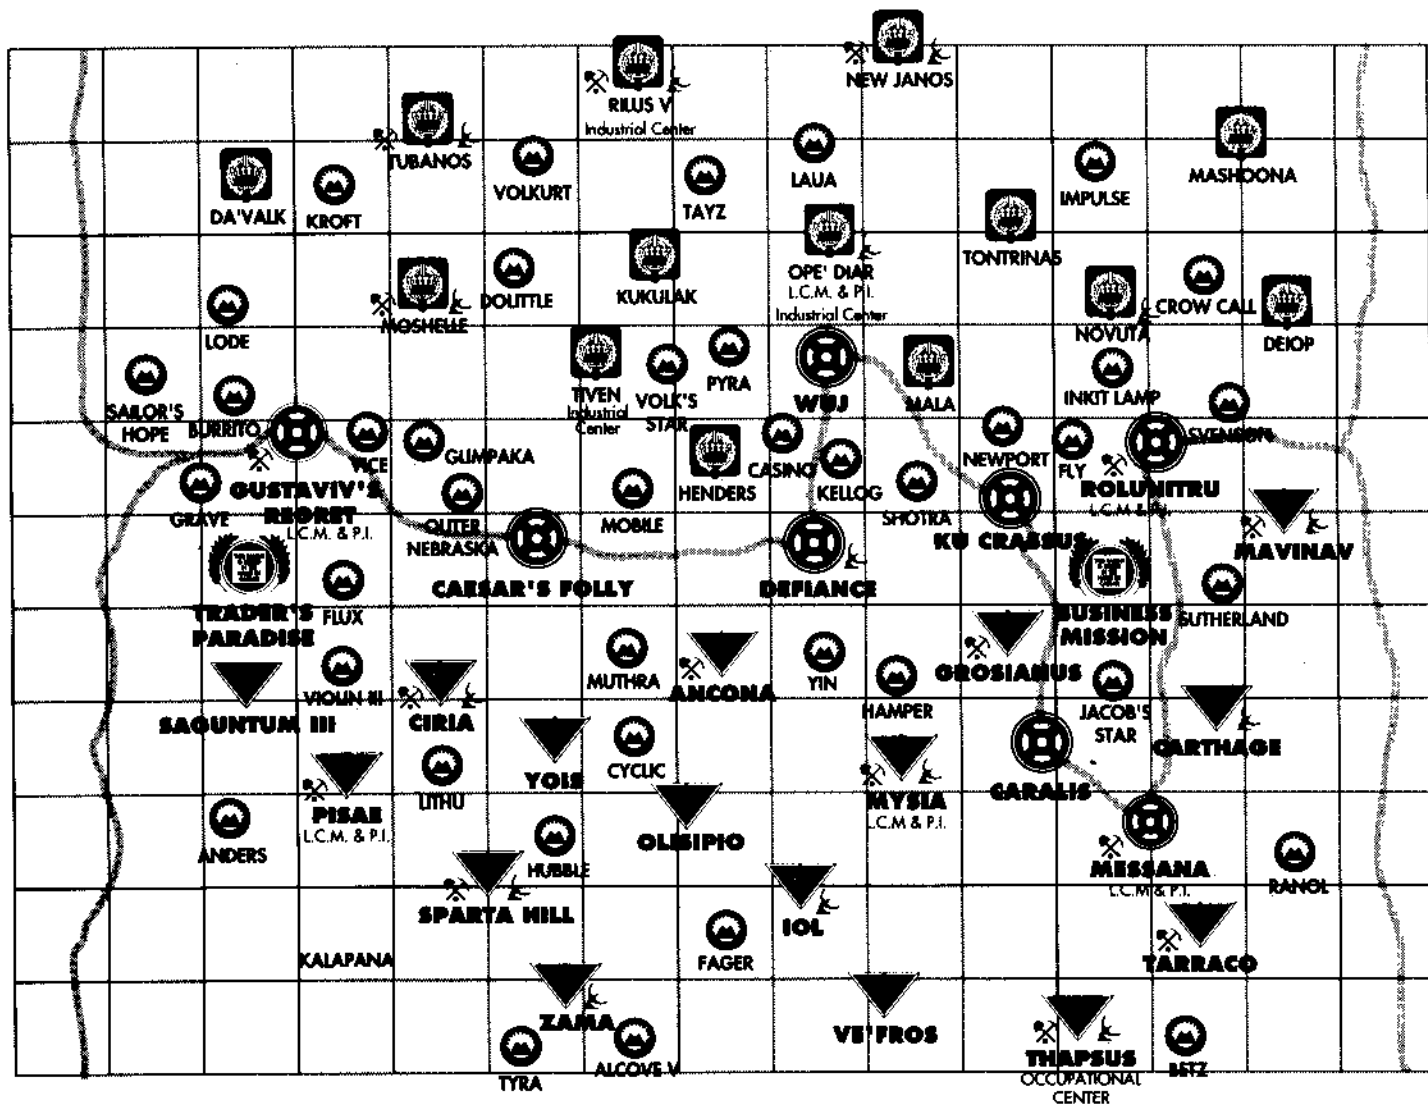 NEW JANOS
RILUS V
Industrial Center
TUBANOS
VOLKURT
LAUA
IMPULSE
MASHOONA
DA'VALK
KROFT
TAYZ
TONTRINAS
OPE' DIAR
L.C.M. & P.I.
Industrial Center
KUKULAK
DOLITTLE
MOSHELLE
CROW CALL
NOVUTA
DEIOP
LODE
PYRA
TIVEN
Industrial
Center
VOLK'S
STAR
WUJ
MALA
INKIT LAMP
SAILOR'S
HOPE
BURRITO
SVENSON
VICE
GUMPAKA
CASINO
NEWPORT
FLY
HENDERS
KELLOG
ROLUNITRU
L.C.M & P.I.
GUSTAVIV'S
REGRET
L.C.M. & P.I.
GRAVE
OUTER
NEBRASKA
MOBILE
SHOTKA
KU CRASSUS
MAVINAV
CAESAR'S FOLLY
DEFIANCE
TRADER'S
PARADISE
FLUX
BUSINESS
MISSION
SUTHERLAND
MUTHRA
ANCONA
YIN
GROSIANUS
SAGUNTUM III
VIOLIN III
CIRIA
HAMPER
JACOB'S
STAR
CARTHAGE
YOIS
CYCLIC
CARALIS
LITHU
MYSIA
L.C.M & P.I.
PISAE
L.C.M. & P.I.
ANDERS
OLISIPIO
HUBBLE
MESSANA
L.C.M & P.I.
RANOL
SPARTA HILL
IOL
KALAPANA
FAGER
TARRACO
ZAMA
VE'FROS
THAPSUS
OCCUPATIONAL
CENTER
TYRA
ALCOVE V
BETZ